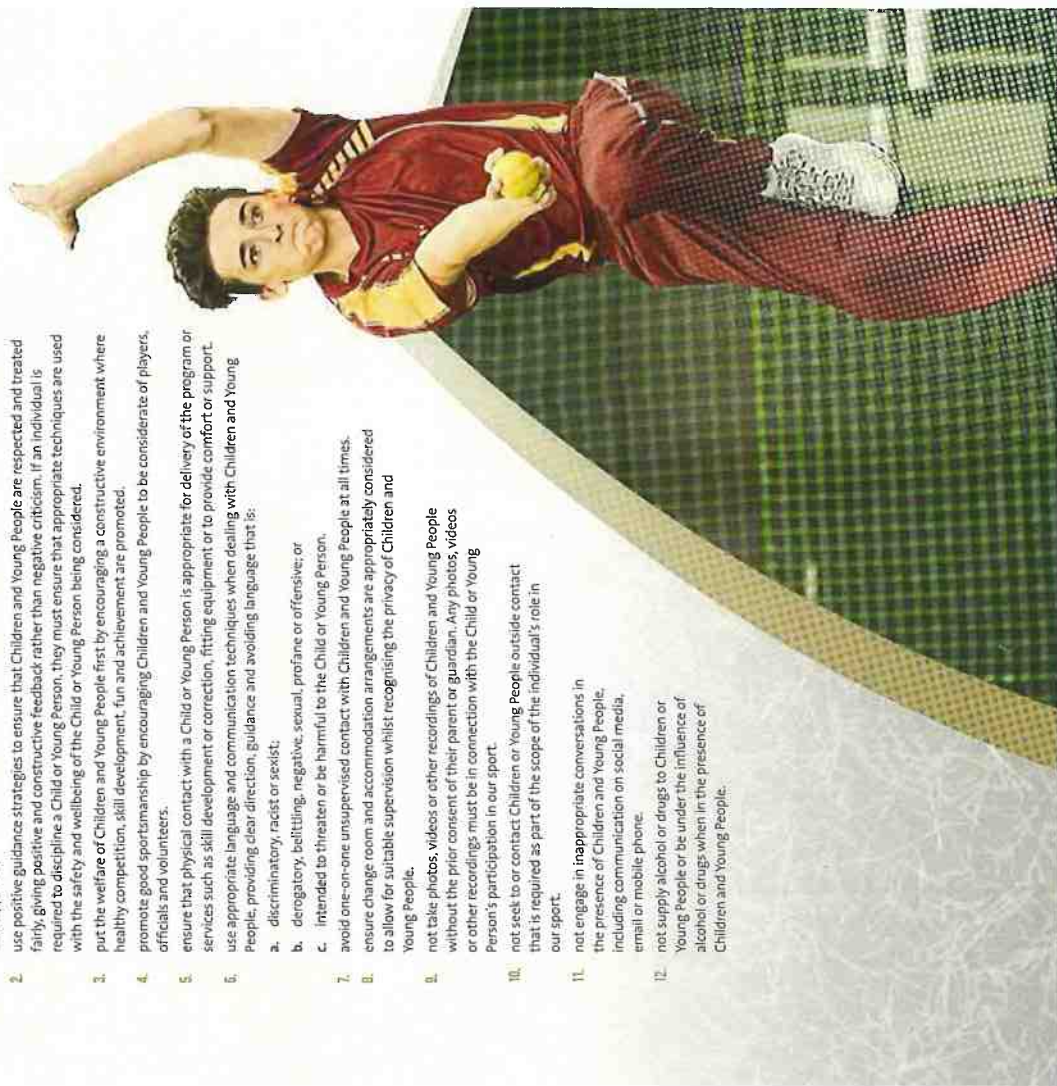 2. use positive guidance strategies to ensure that Children and Young People are respected and treated
fairly, giving positive and constructive feedback rather than negative criticism. If an individual is
required to discipline a Child or Young Person, they must ensure that appropriate techniques are used
with the safety and wellbeing of the Child or Young Person being considered.
3. put the welfare of Children and Young People first by encouraging a constructive environment where
healthy competition, skill development, fun and achievement are promoted.
4. promote good sportsmanship by encouraging Children and Young People to be considerate of players,
officials and volunteers.
5. ensure that physical contact with a Child or Young Person is appropriate for delivery of the program or
services such as skill development or correction, fitting equipment or to provide comfort or support.
6. use appropriate language and communication techniques when dealing with Children and Young
People, providing clear direction, guidance and avoiding language that is:
a. discriminatory, racist or sexist;
b. derogatory, belittling, negative, sexual, profane or offensive; or
c. intended to threaten or be harmful to the Child or Young Person.
7. avoid one-on-one unsupervised contact with Children and Young People at all times.
8. ensure change room and accommodation arrangements are appropriately considered
to allow for suitable supervision whilst recognising the privacy of Children and
Young People.
9. not take photos, videos or other recordings of Children and Young People
without the prior consent of their parent or guardian. Any photos, videos
or other recordings must be in connection with the Child or Young
Person's participation in our sport.
10. not seek to or contact Children or Young People outside contact
that is required as part of the scope of the individual's role in
our sport.
11. not engage in inappropriate conversations in
the presence of Children and Young People,
including communication on social media,
email or mobile phone.
12. not supply alcohol or drugs to Children or
Young People or be under the influence of
alcohol or drugs when in the presence of
Children and Young People.